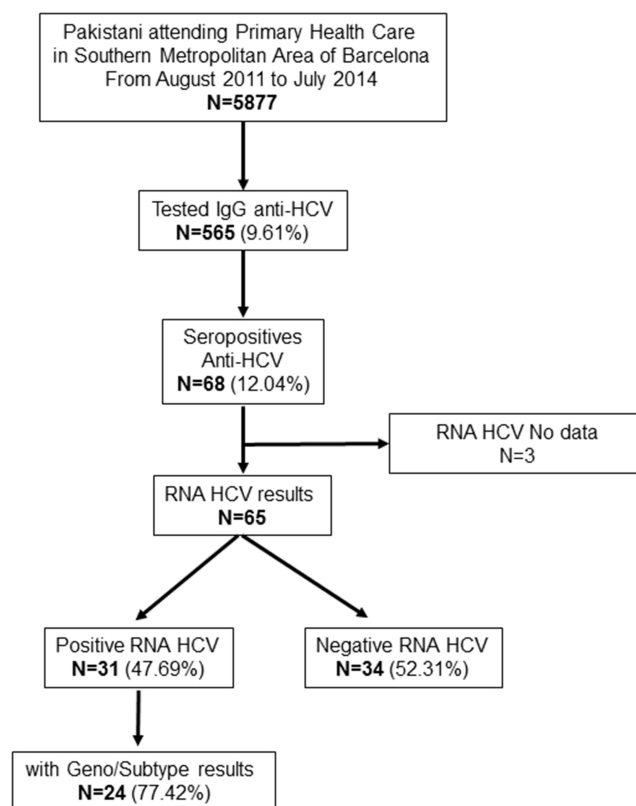 Pakistani attending Primary Health Care
in Southern Metropolitan Area of Barcelona
From August 2011 to July 2014
N=5877
Tested IgG anti-HCV
N=565 (9.61%)
Seropositives
Anti-HCV
N=68 (12.04%)
RNA HCV No data
N=3
RNA HCV results
N=65
Positive RNA HCV
N=31 (47.69%)
Negative RNA HCV
N=34 (52.31%)
with Geno/Subtype results
N=24 (77.42%)